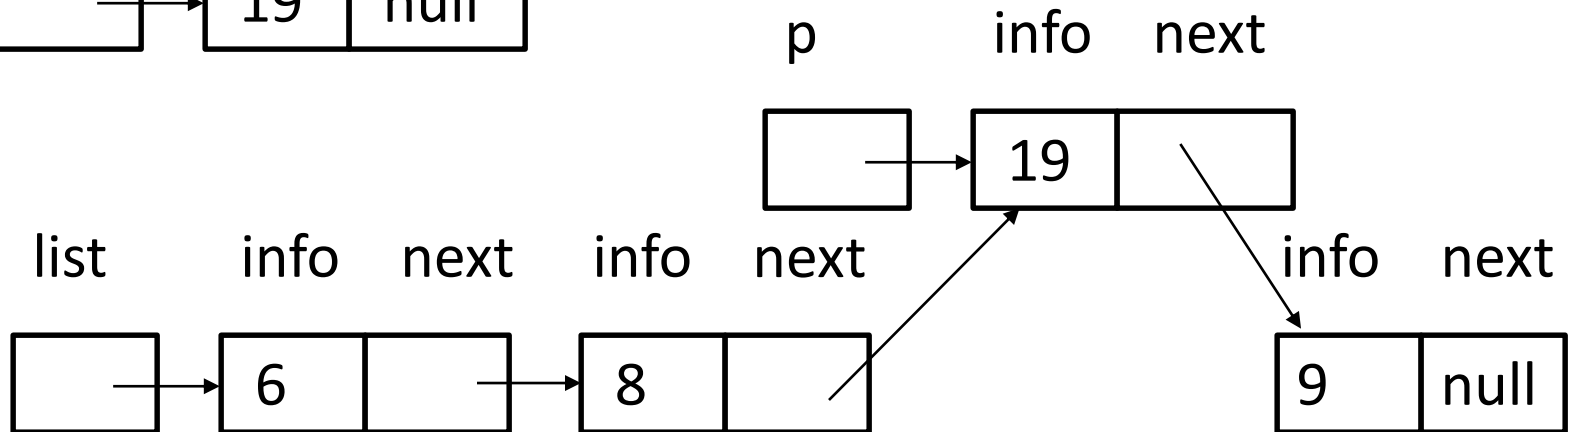 19 null
p info next
19
list info next info next
info next
6 8 9 null